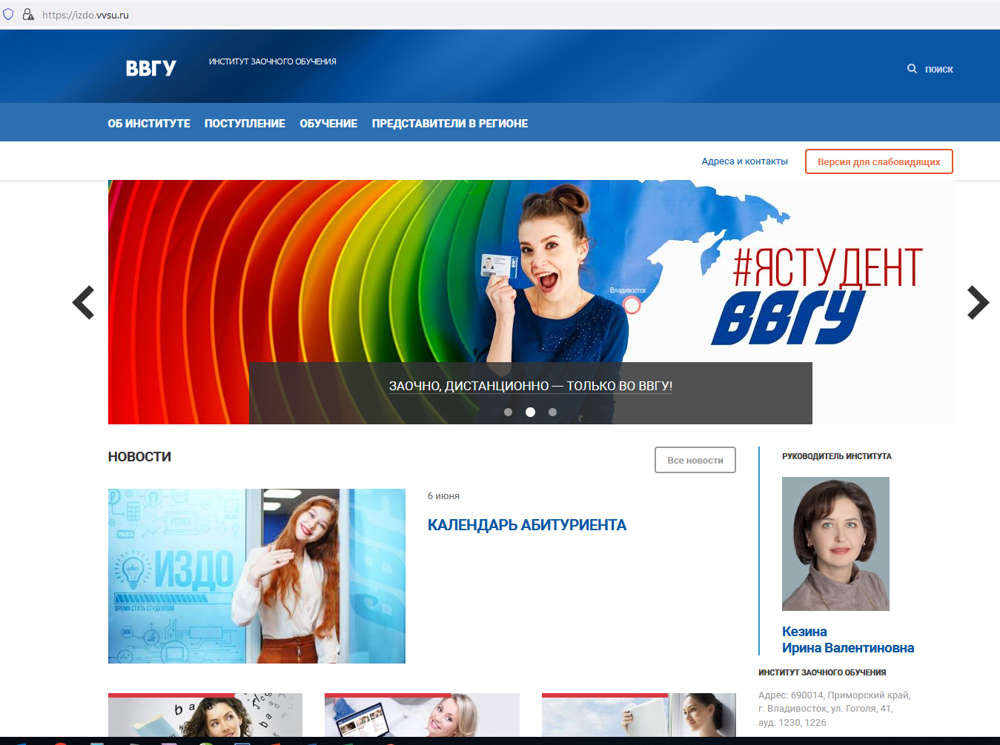 https://izdo.vvsu.ru
ВВГУ
ИНСТИТУТ ЗАОЧНОГО ОБУЧЕНИЯ
ПОИСК
ОБ ИНСТИТУТЕ ПОСТУПЛЕНИЕ ОБУЧЕНИЕ ПРЕДСТАВИТЕЛИ В РЕГИОНЕ
Адреса и контакты
Версия для слабовидящих
#ЯСТУДЕНТ
ВВГУ
Владивосток
ЗАОЧНО, ДИСТАНЦИОННО — ТОЛЬКО ВО ВВГУ!
НОВОСТИ
Все новости
УСПЕХ
РАБОТА
ИЗДО
ВРЕМЯ СТАТЬ СТУДЕНТОМ
6 июня
КАЛЕНДАРЬ АБИТУРИЕНТА
РУКОВОДИТЕЛЬ ИНСТИТУТА
Кезина
Ирина Валентиновна
ИНСТИТУТ ЗАОЧНОГО ОБУЧЕНИЯ
Адрес: 690014, Приморский край,
г. Владивосток, ул. Гоголя, 41,
ауд. 1230, 1226